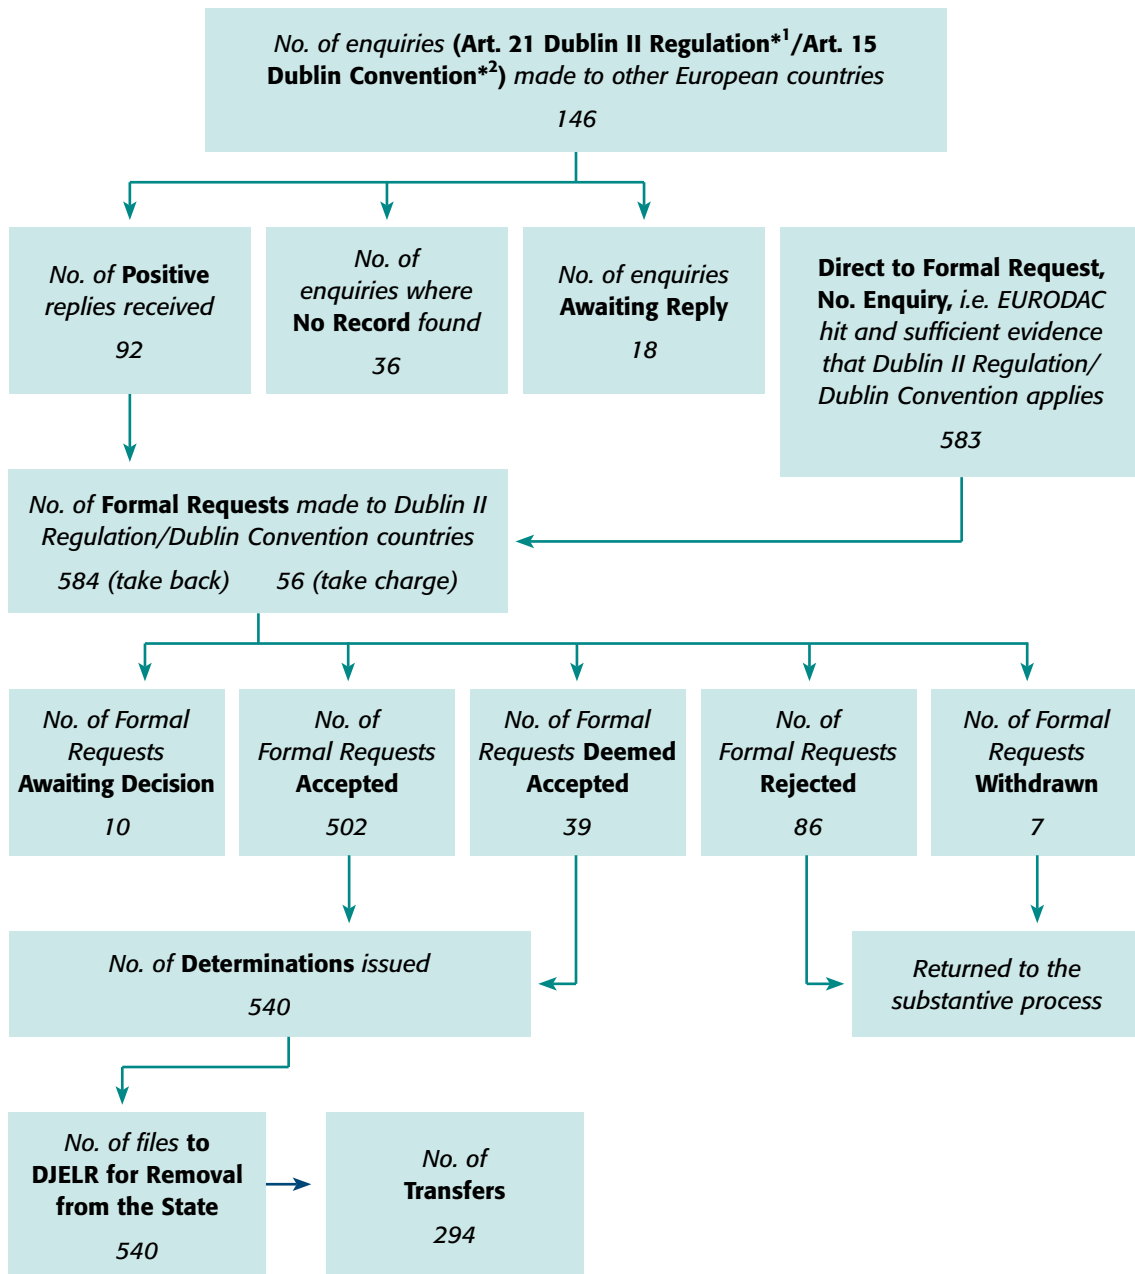 No. of enquiries (Art. 21 Dublin II Regulation*1/Art. 15
Dublin Convention*2) made to other European countries
146
No. of Positive
replies received
92
No. of
enquiries where
No Record found
36
No. of enquiries
Awaiting Reply
18
Direct to Formal Request,
No. Enquiry, i.e. EURODAC
hit and sufficient evidence
that Dublin II Regulation/
Dublin Convention applies
583
No. of Formal Requests made to Dublin II
Regulation/Dublin Convention countries
584 (take back) 56 (take charge)
No. of Formal
Requests
Awaiting Decision
10
No. of
Formal Requests
Accepted
502
No. of Formal
Requests Deemed
Accepted
39
No. of
Formal Requests
Rejected
86
No. of Formal
Requests
Withdrawn
7
No. of Determinations issued
540
Returned to the
substantive process
No. of files to
DJELR for Removal
from the State
540
No. of
Transfers
294